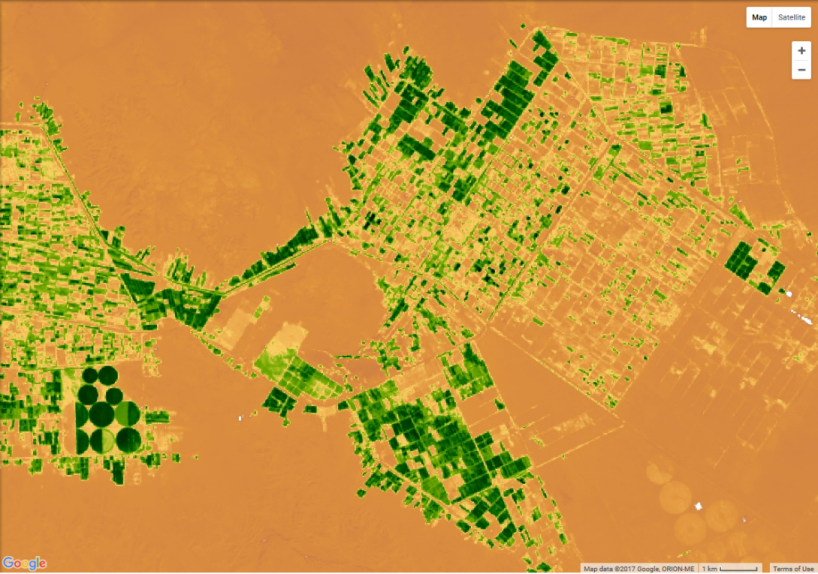 Map Satellite
+
−
Google
Map data ©2017 Google, ORION-ME 1 km Terms of Use